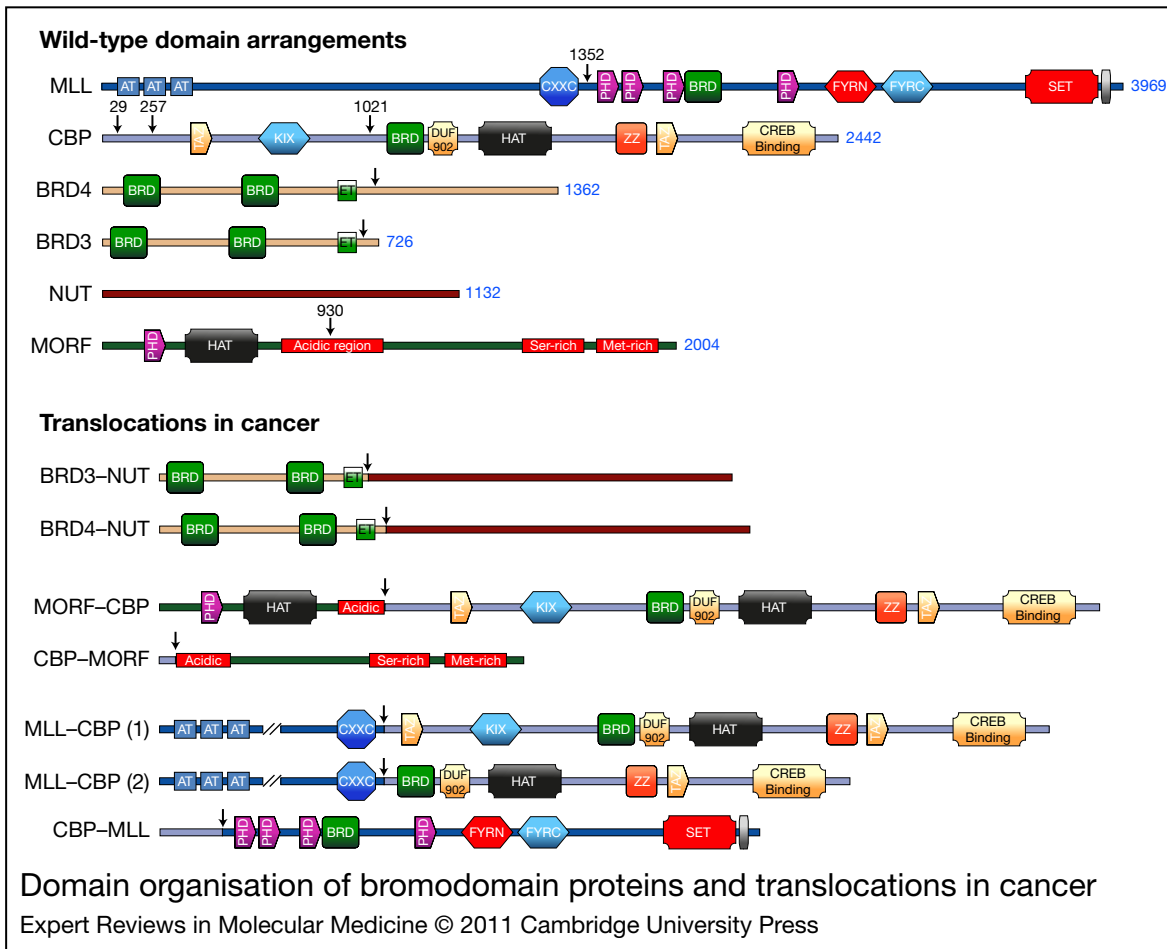 Wild-type domain arrangements
1352
MLL AT AT AT CXXC PHD PHD PHD BRD PHD FYRN FYRC SET 3969
29 257 1021
CBP TAZ KIX BRD DUF 902 HAT ZZ TAZ CREB Binding 2442
BRD4 BRD BRD ET 1362
BRD3 BRD BRD ET 726
NUT 1132
930
MORF PHD HAT Acidic region Ser-rich Met-rich 2004
Translocations in cancer
BRD3–NUT BRD BRD ET
BRD4–NUT BRD BRD ET
MORF–CBP PHD HAT Acidic TAZ KIX BRD DUF 902 HAT ZZ TAZ CREB Binding
CBP–MORF Acidic Ser-rich Met-rich
MLL–CBP (1) AT AT AT CXXC TAZ KIX BRD DUF 902 HAT ZZ TAZ CREB Binding
MLL–CBP (2) AT AT AT CXXC BRD DUF 902 HAT ZZ TAZ CREB Binding
CBP–MLL PHD PHD PHD BRD PHD FYRN FYRC SET
Domain organisation of bromodomain proteins and translocations in cancer
Expert Reviews in Molecular Medicine © 2011 Cambridge University Press